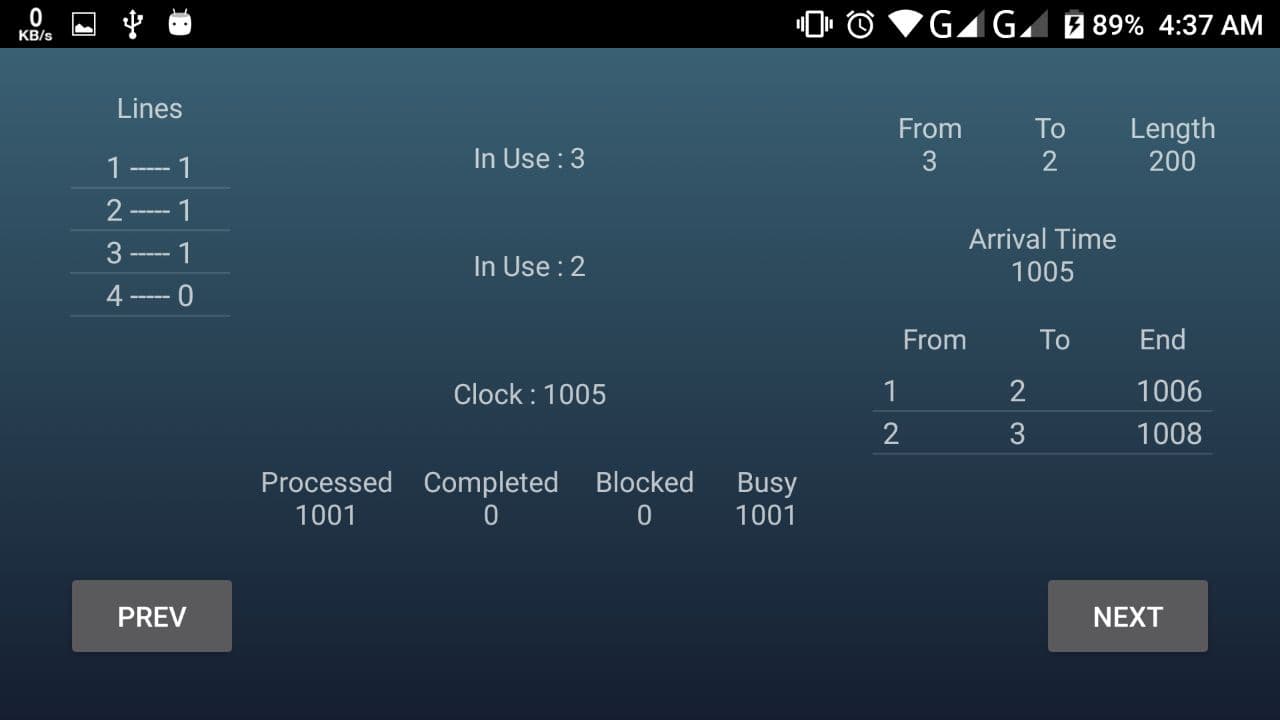 0
KB/s
G G 89% 4:37 AM
Lines
1 ----- 1
2 ----- 1
3 ----- 1
4 ----- 0
In Use : 3
In Use : 2
Clock : 1005
Processed Completed Blocked Busy
1001 0 0 1001
From To Length
3 2 200
Arrival Time
1005
From To End
1 2 1006
2 3 1008
PREV
NEXT